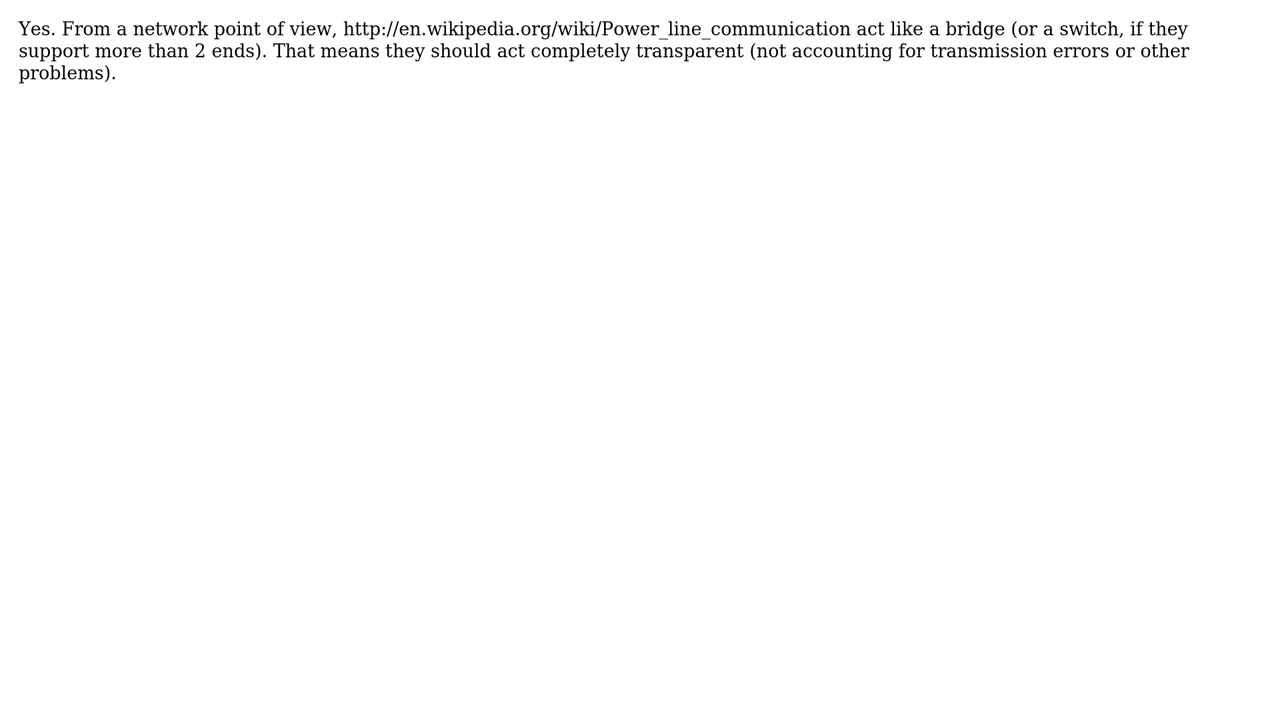 Yes. From a network point of view, http://en.wikipedia.org/wiki/Power_line_communication act like a bridge (or a switch, if they
support more than 2 ends). That means they should act completely transparent (not accounting for transmission errors or other
problems).